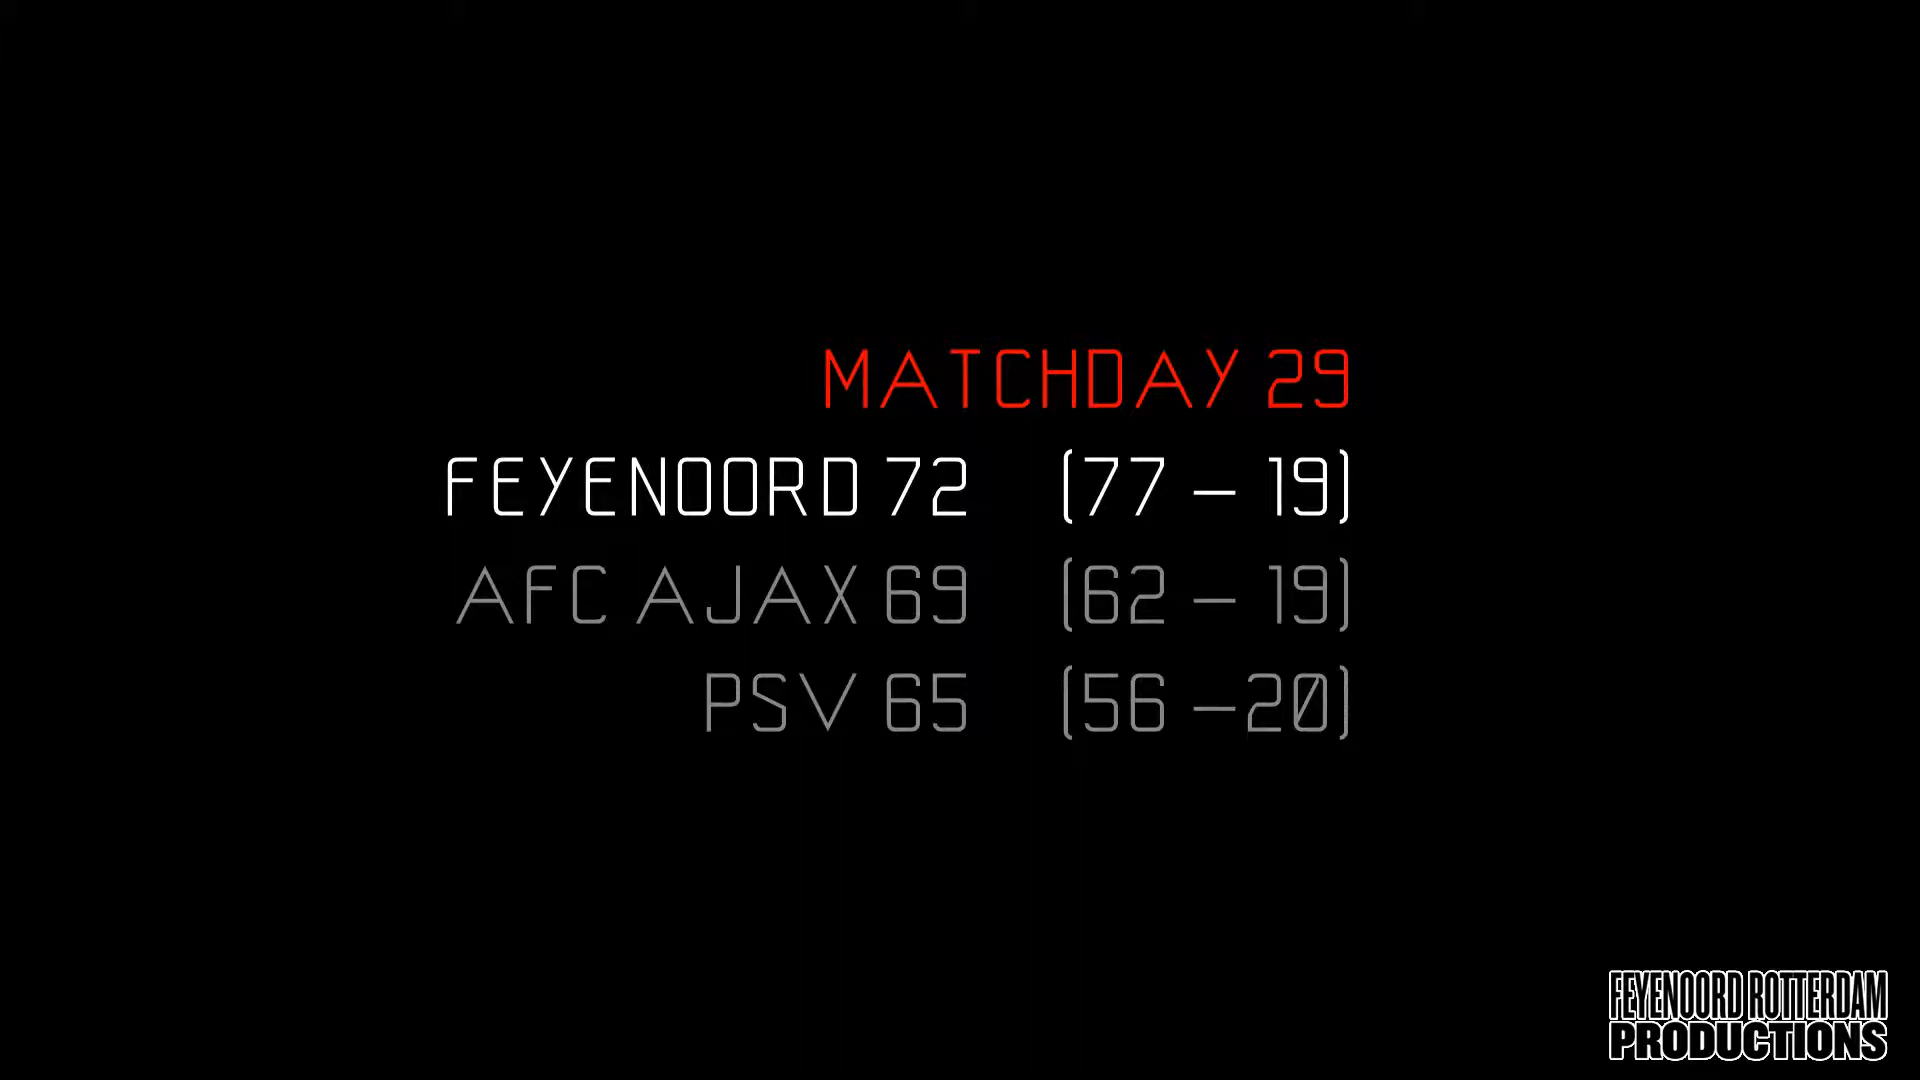 MATCHDAY 29
FEYENOORD 72 (77 – 19)
AFC AJAX 69 (62 – 19)
PSV 65 (56 –20)
FEYENOORD ROTTERDAM
PRODUCTIONS